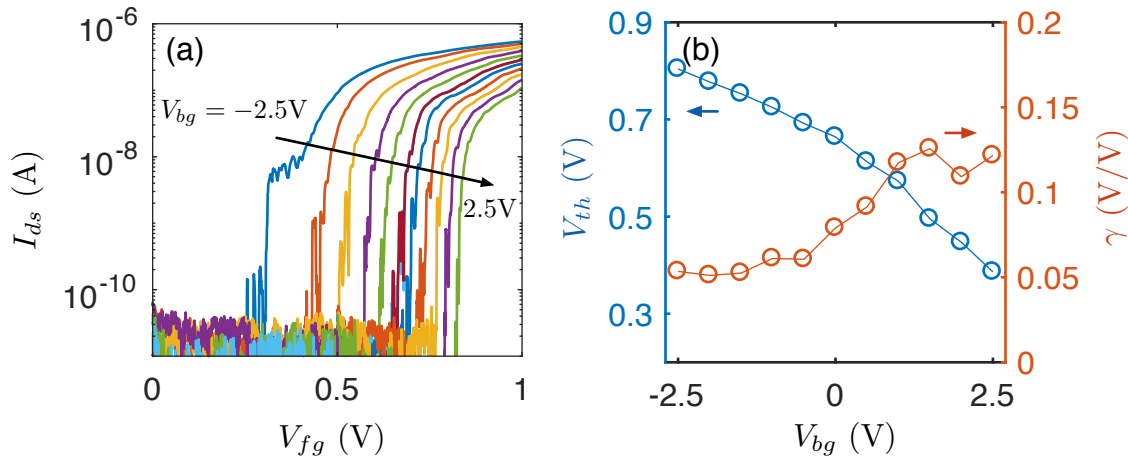 (a)
V_bg = −2.5V
2.5V
10^-6
10^-8
10^-10
I_ds (A)
0
0.5
1
V_fg (V)
(b)
0.9
0.7
0.5
0.3
V_th (V)
-2.5
0
2.5
V_bg (V)
0.2
0.15
0.1
0.05
0
γ (V/V)